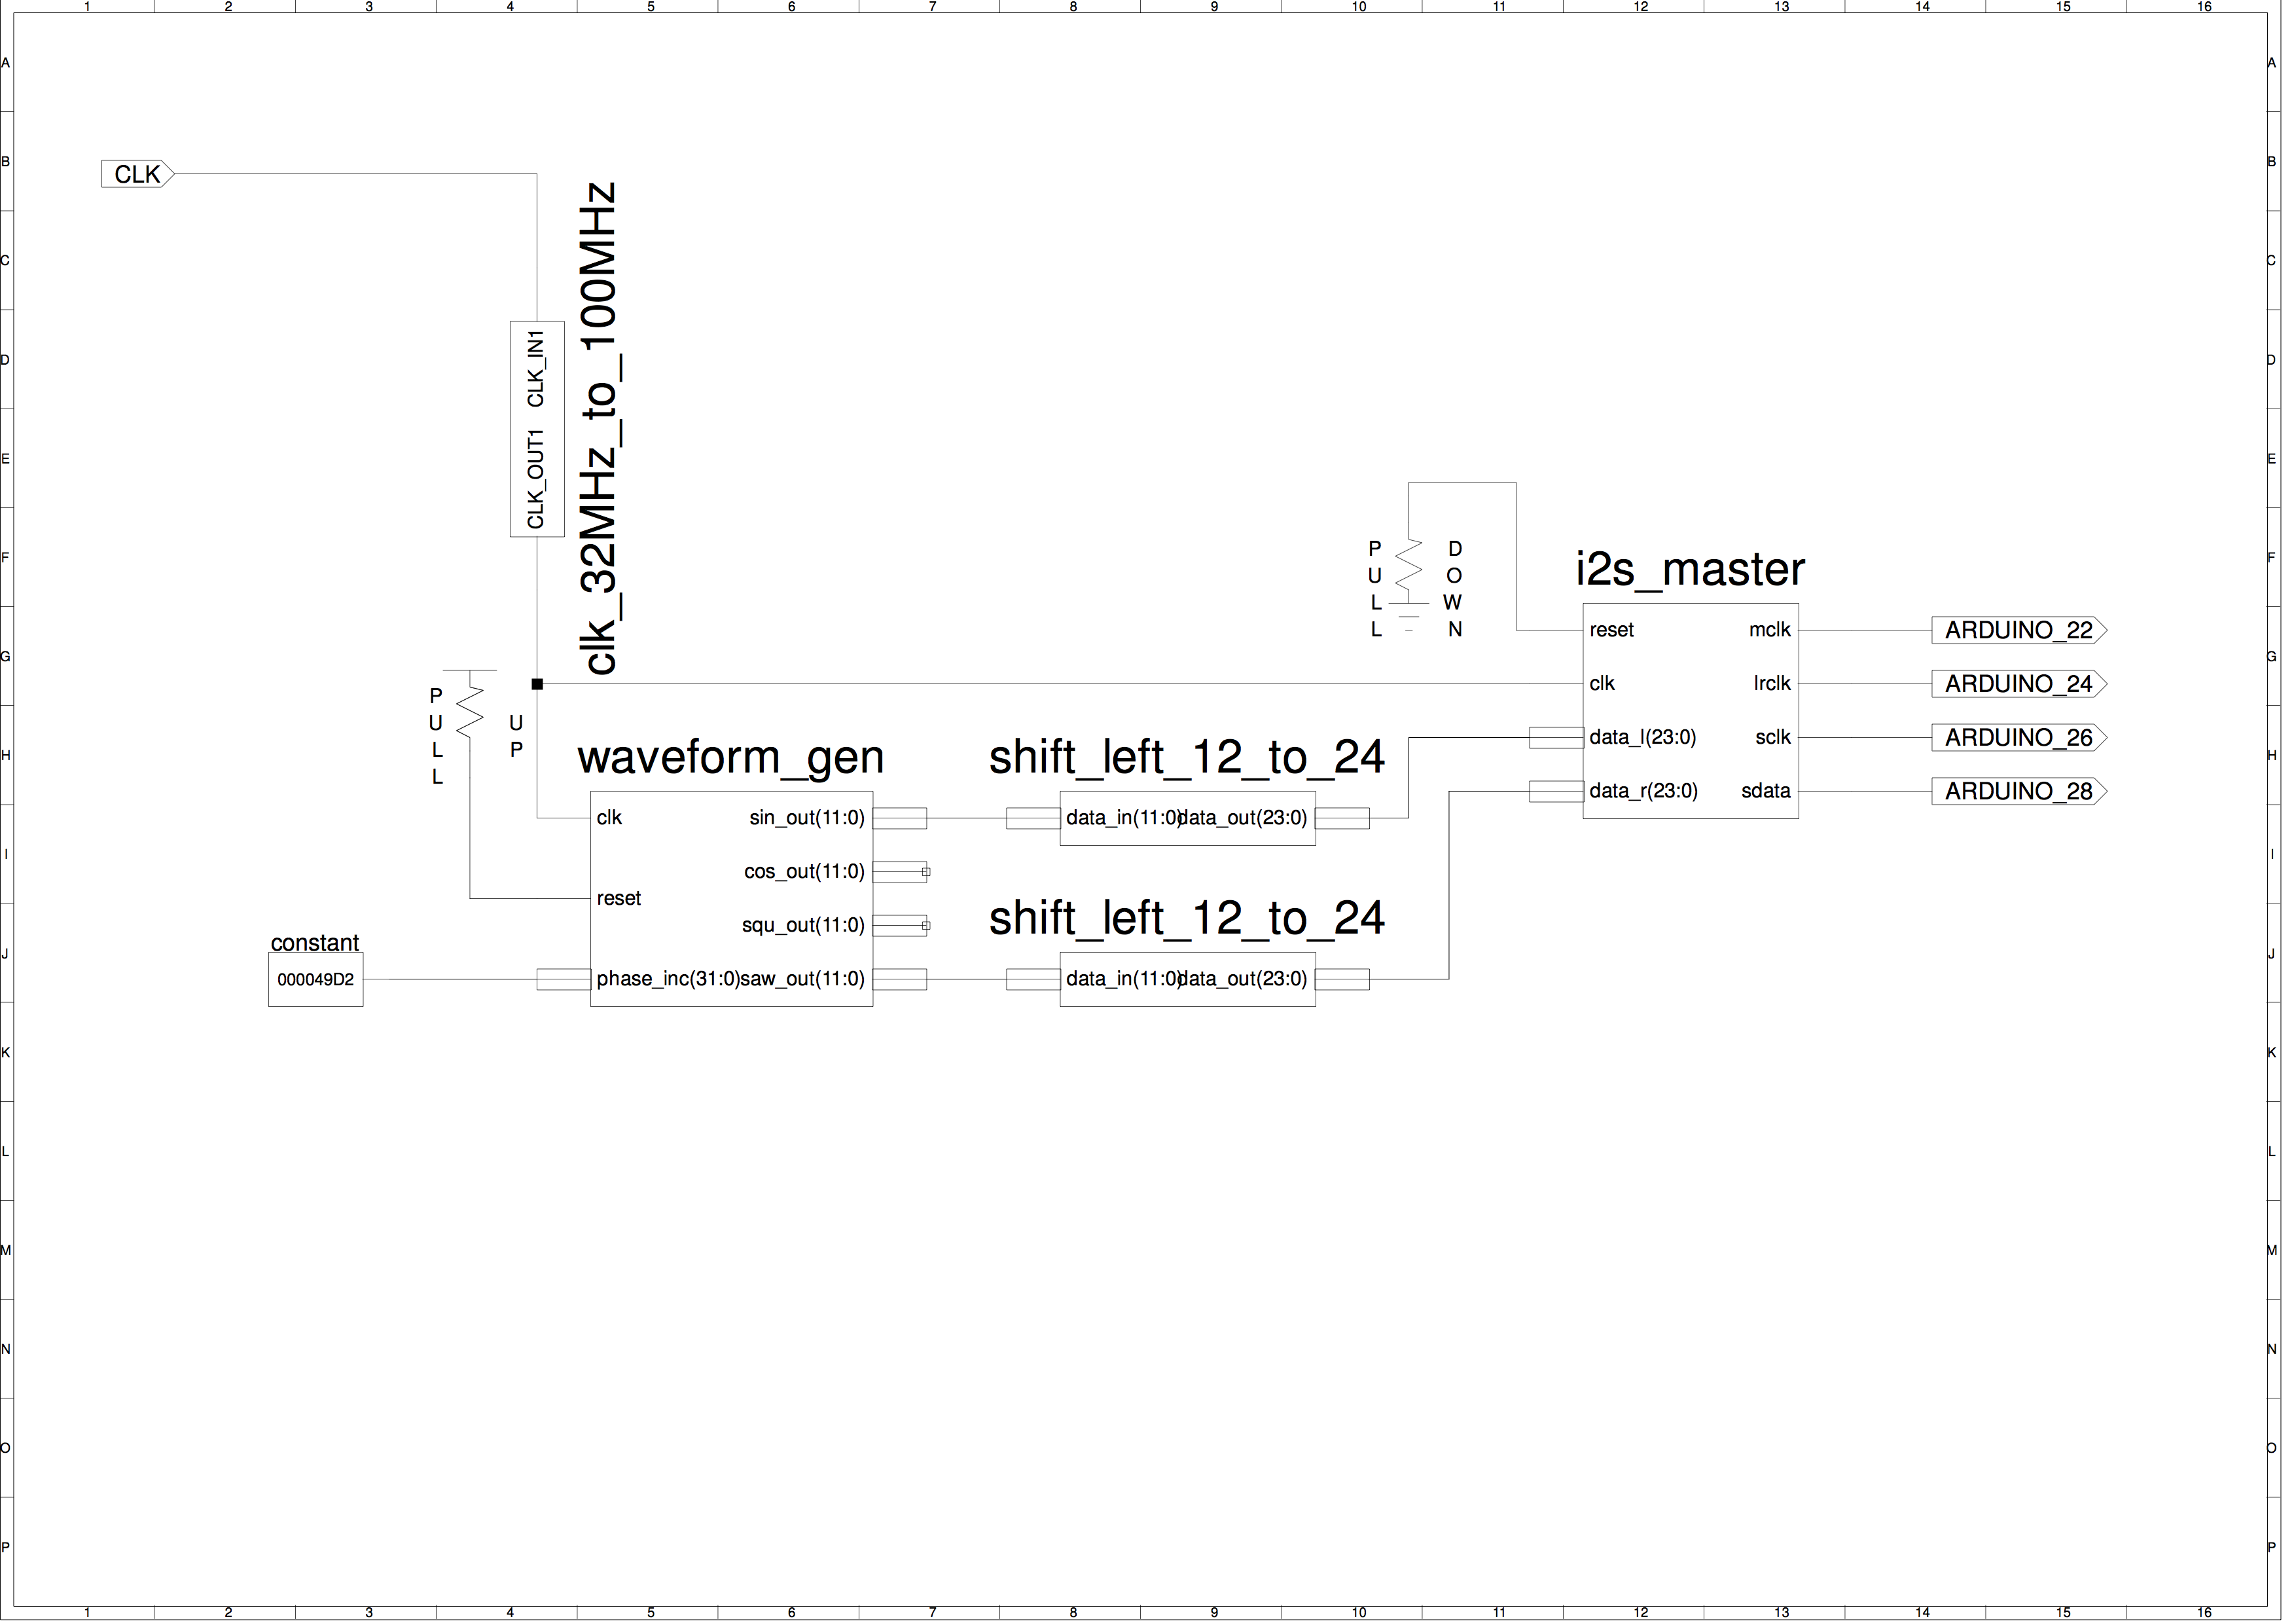 1 2 3 4 5 6 7 8 9 10 11 12 13 14 15 16
A A
B B
CLK
C C
clk_32MHz_to_100MHz
D D
CLK_IN1
E E
CLK_OUT1
F F
PULL DOWN
i2s_master
reset mclk ARDUINO_22
G G
clk lrclk ARDUINO_24
PULL UP
data_l(23:0) sclk ARDUINO_26
H H
waveform_gen shift_left_12_to_24
data_r(23:0) sdata ARDUINO_28
clk sin_out(11:0) data_in(11:0) data_out(23:0)
I I
cos_out(11:0)
reset
shift_left_12_to_24
squ_out(11:0)
constant
J J
000049D2 phase_inc(31:0) saw_out(11:0) data_in(11:0) data_out(23:0)
K K
L L
M M
N N
O O
P P
1 2 3 4 5 6 7 8 9 10 11 12 13 14 15 16